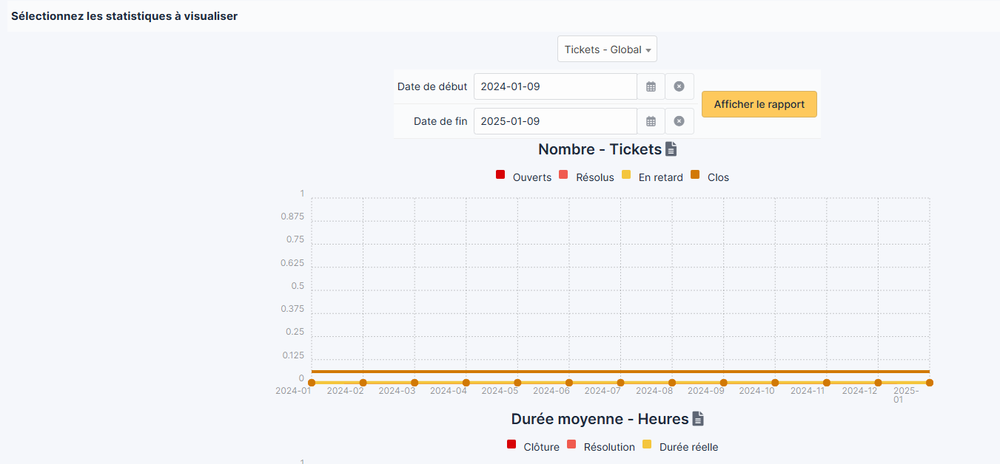 Sélectionnez les statistiques à visualiser
Tickets - Global
Date de début 2024-01-09
Afficher le rapport
Date de fin 2025-01-09
Nombre - Tickets
Ouverts Résolus En retard Clos
1
0.875
0.75
0.625
0.5
0.375
0.25
0.125
0
2024-01 2024-02 2024-03 2024-04 2024-05 2024-06 2024-07 2024-08 2024-09 2024-10 2024-11 2024-12 2025-
01
Durée moyenne - Heures
Clôture Résolution Durée réelle
1